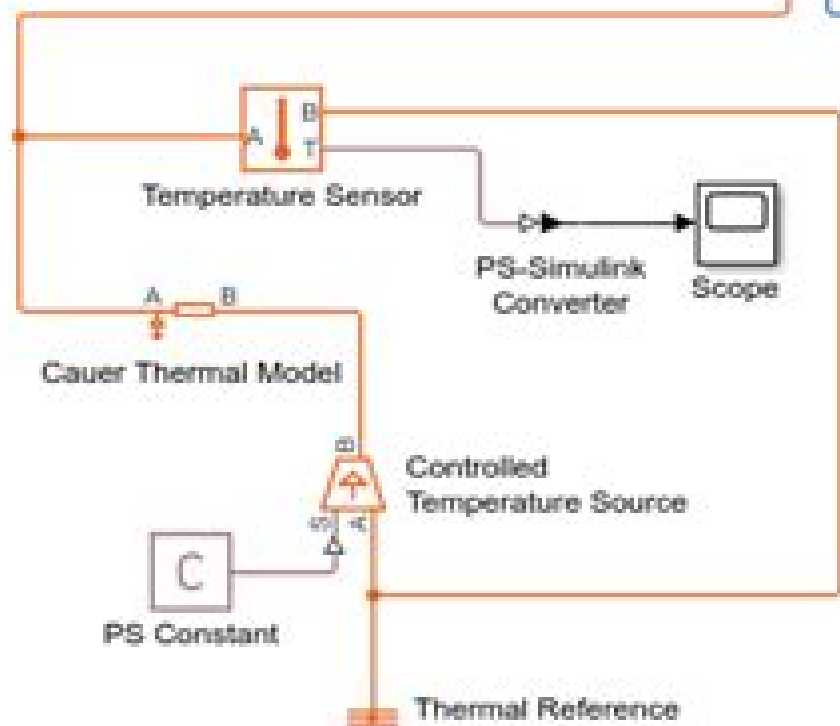 A
B
T
Temperature Sensor
PS-Simulink
Converter
Scope
A
B
Cauer Thermal Model
B
Controlled
Temperature Source
S
A
C
PS Constant
Thermal Reference